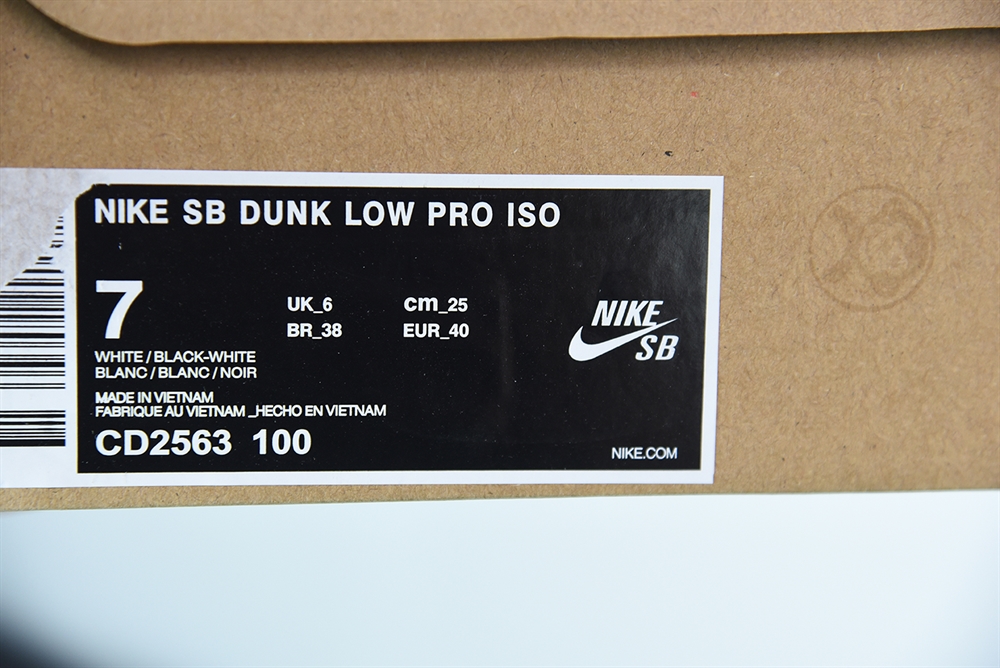 NIKE SB DUNK LOW PRO ISO
7
UK_6 cm_25
BR_38 EUR_40
NIKE
SB
WHITE / BLACK-WHITE
BLANC / BLANC / NOIR
MADE IN VIETNAM
FABRIQUE AU VIETNAM _HECHO EN VIETNAM
CD2563 100
NIKE.COM